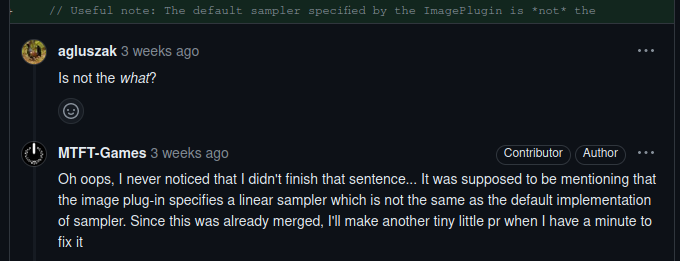 // Useful note: The default sampler specified by the ImagePlugin is *not* the
agluszak 3 weeks ago
Is not the what?
MTFT-Games 3 weeks ago Contributor Author
Oh oops, I never noticed that I didn't finish that sentence... It was supposed to be mentioning that
the image plug-in specifies a linear sampler which is not the same as the default implementation
of sampler. Since this was already merged, I'll make another tiny little pr when I have a minute to
fix it